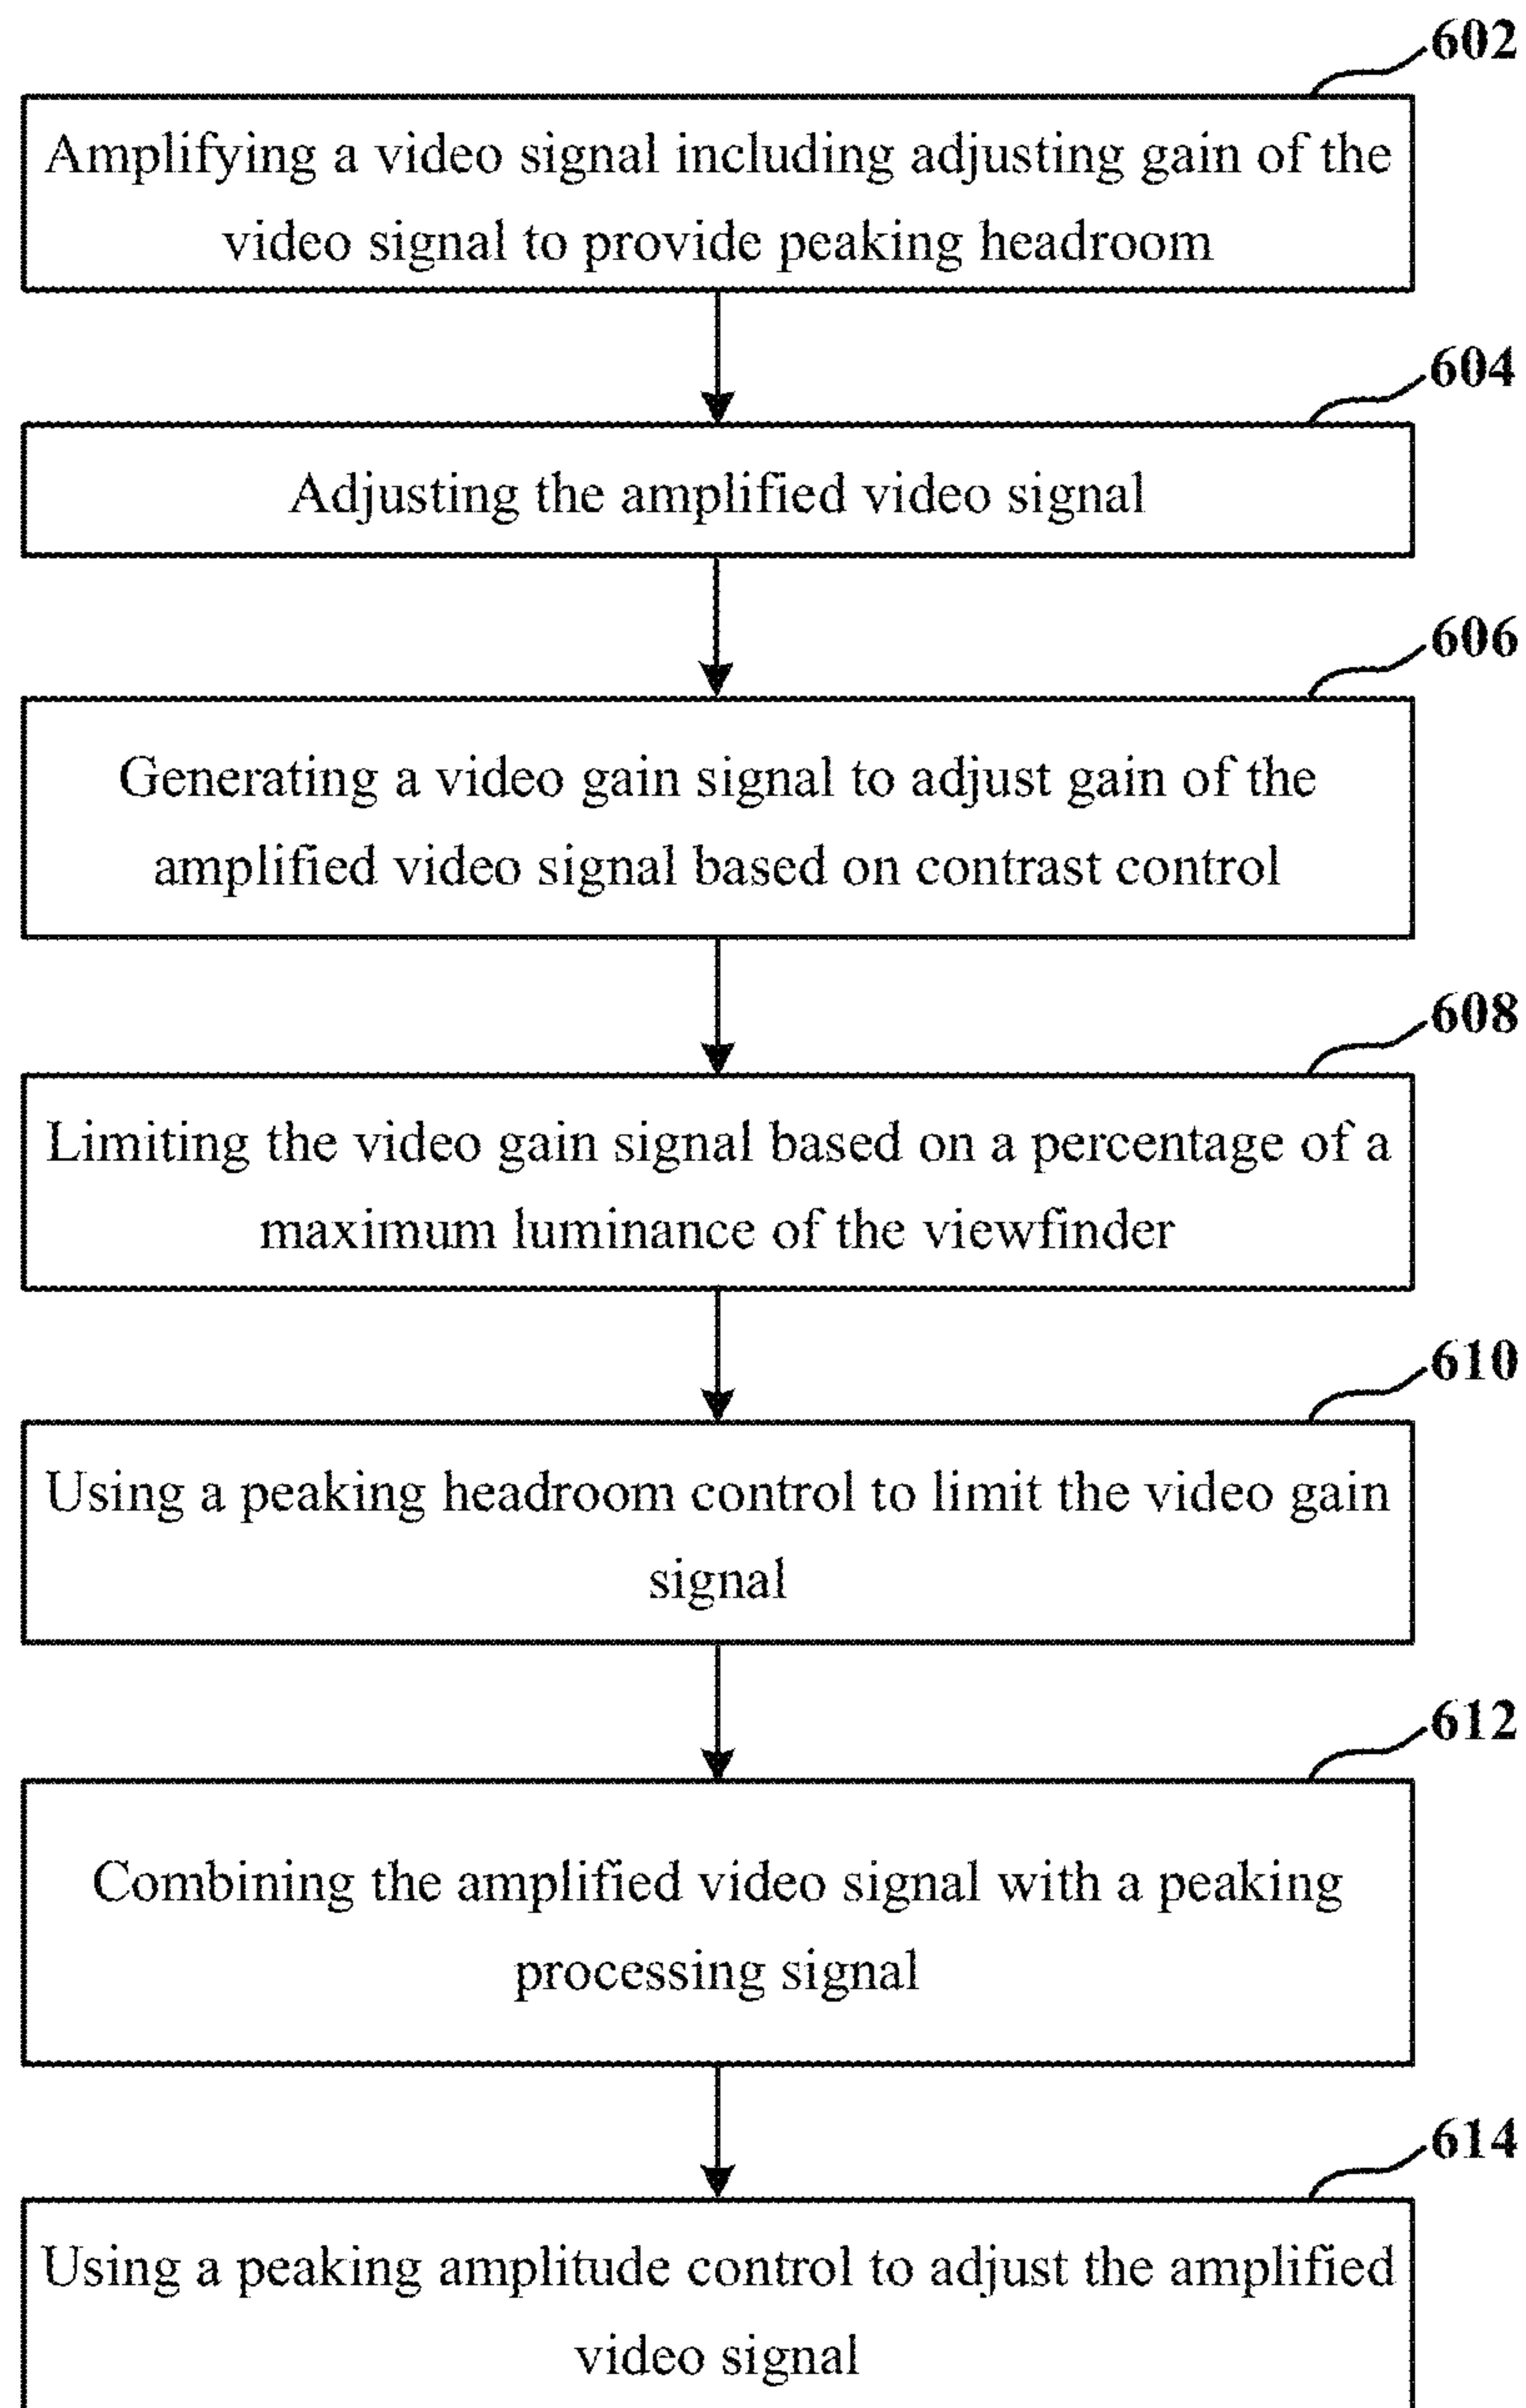 602
Amplifying a video signal including adjusting gain of the
video signal to provide peaking headroom
604
Adjusting the amplified video signal
606
Generating a video gain signal to adjust gain of the
amplified video signal based on contrast control
608
Limiting the video gain signal based on a percentage of a
maximum luminance of the viewfinder
610
Using a peaking headroom control to limit the video gain
signal
612
Combining the amplified video signal with a peaking
processing signal
614
Using a peaking amplitude control to adjust the amplified
video signal